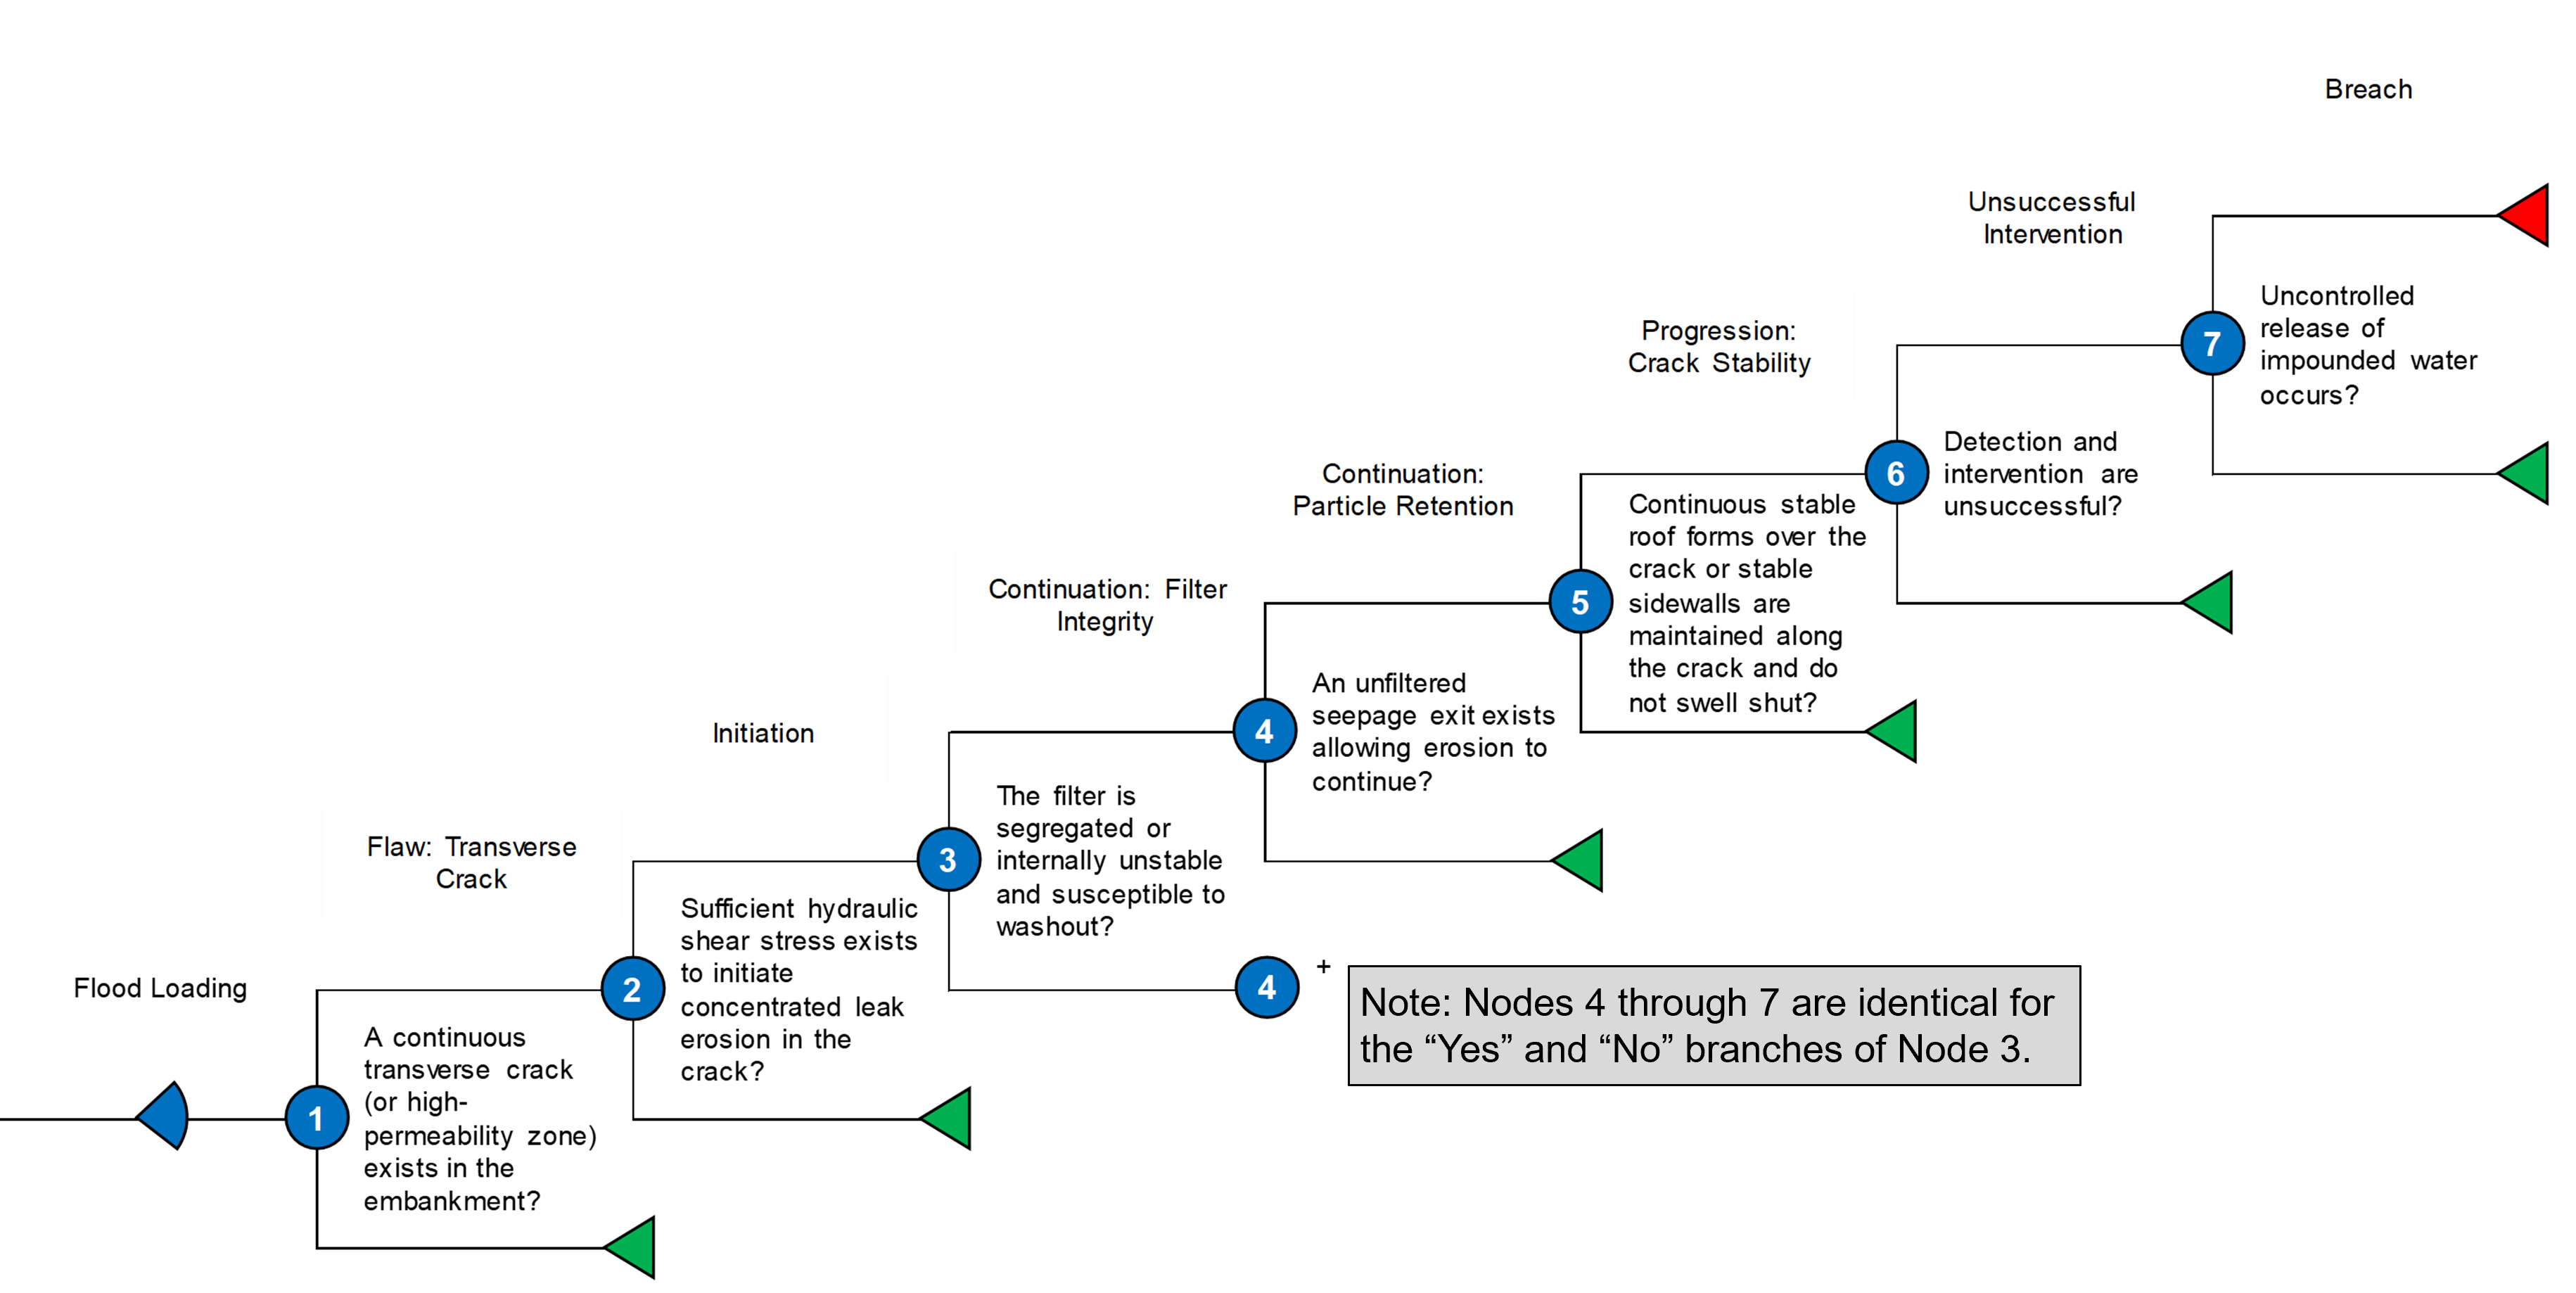 Flood Loading
1
A continuous
transverse crack
(or high-
permeability zone)
exists in the
embankment?
Flaw: Transverse
Crack
2
Sufficient hydraulic
shear stress exists
to initiate
concentrated leak
erosion in the
crack?
Initiation
3
The filter is
segregated or
internally unstable
and susceptible to
washout?
Continuation: Filter
Integrity
4
An unfiltered
seepage exit exists
allowing erosion to
continue?
4
+
Note: Nodes 4 through 7 are identical for
the “Yes” and “No” branches of Node 3.
Continuation:
Particle Retention
5
Continuous stable
roof forms over the
crack or stable
sidewalls are
maintained along
the crack and do
not swell shut?
Progression:
Crack Stability
6
Detection and
intervention are
unsuccessful?
Unsuccessful
Intervention
7
Uncontrolled
release of
impounded water
occurs?
Breach